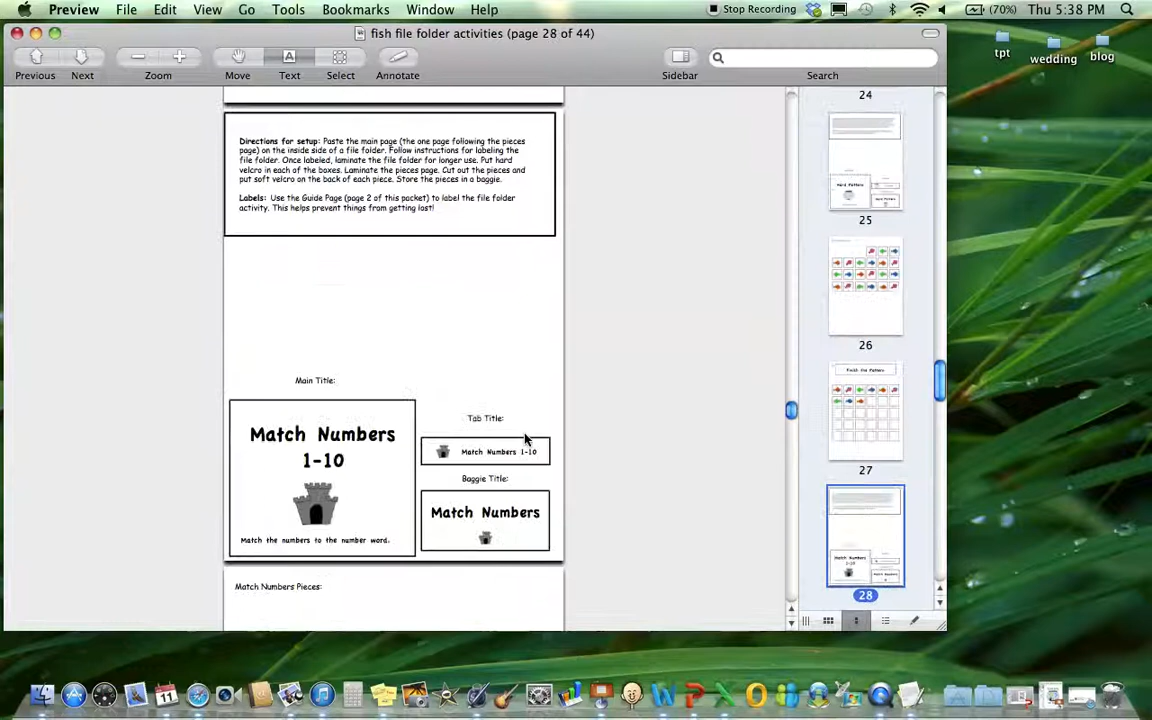 Preview File Edit View Go Tools Bookmarks Window Help Stop Recording (70%) Thu 5:38 PM
fish file folder activities (page 28 of 44)
Previous Next Zoom Move Text Select Annotate Sidebar Search
tpt
wedding
blog
24
Directions for setup: Paste the main page (the one page following the pieces
page) on the inside side of a file folder. Follow instructions for labeling the
file folder. Once labeled, laminate the file folder for longer use. Put hard
velcro in each of the boxes. Laminate the pieces page. Cut out the pieces and
put soft velcro on the back of each piece. Store the pieces in a baggie.
Labels: Use the Guide Page (page 2 of this packet) to label the file folder
activity. This helps prevent things from getting lost!
25
26
Finish the Pattern
27
Main Title:
Match Numbers
1-10
Match the numbers to the number word.
Tab Title:
Match Numbers 1-10
Baggie Title:
Match Numbers
Match Numbers
1-10
28
Match Numbers Pieces: